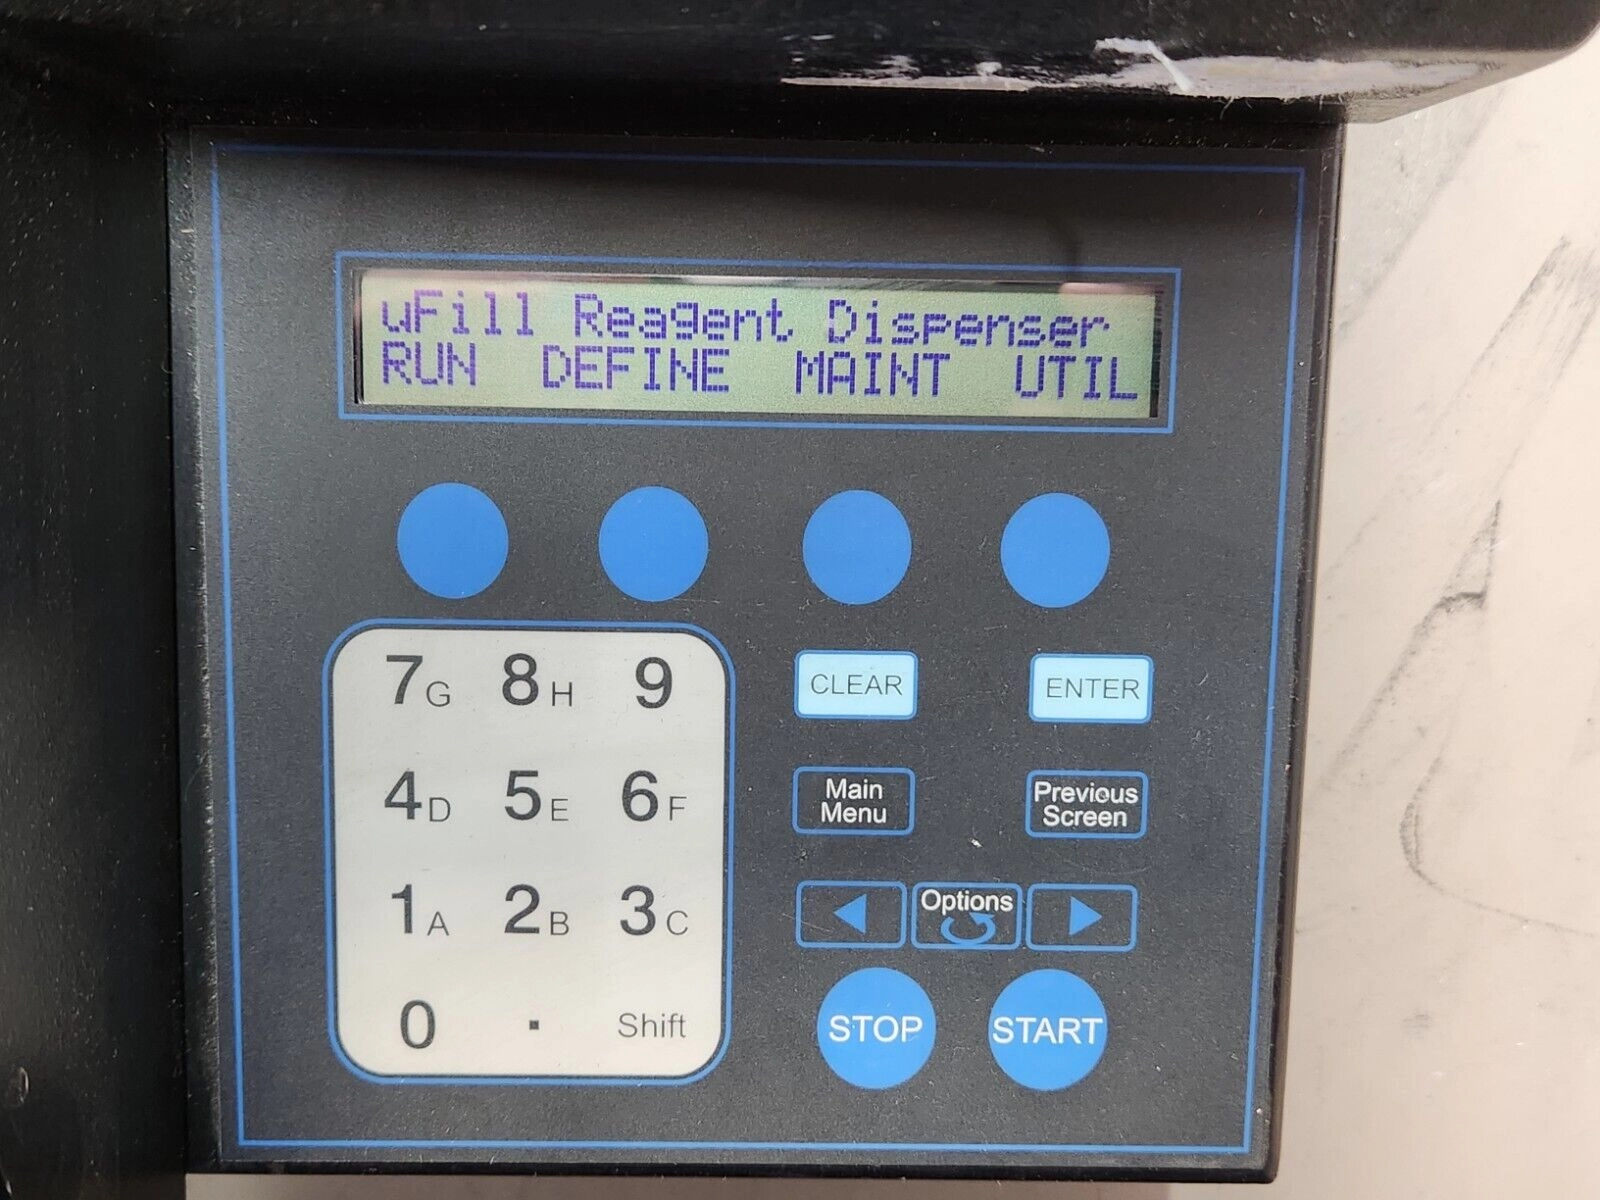 uFill Reagent Dispenser
RUN DEFINE MAINT UTIL
7G 8H 9
CLEAR ENTER
4D 5E 6F
Main Menu
Previous Screen
1A 2B 3C
Options
0 . Shift
STOP START